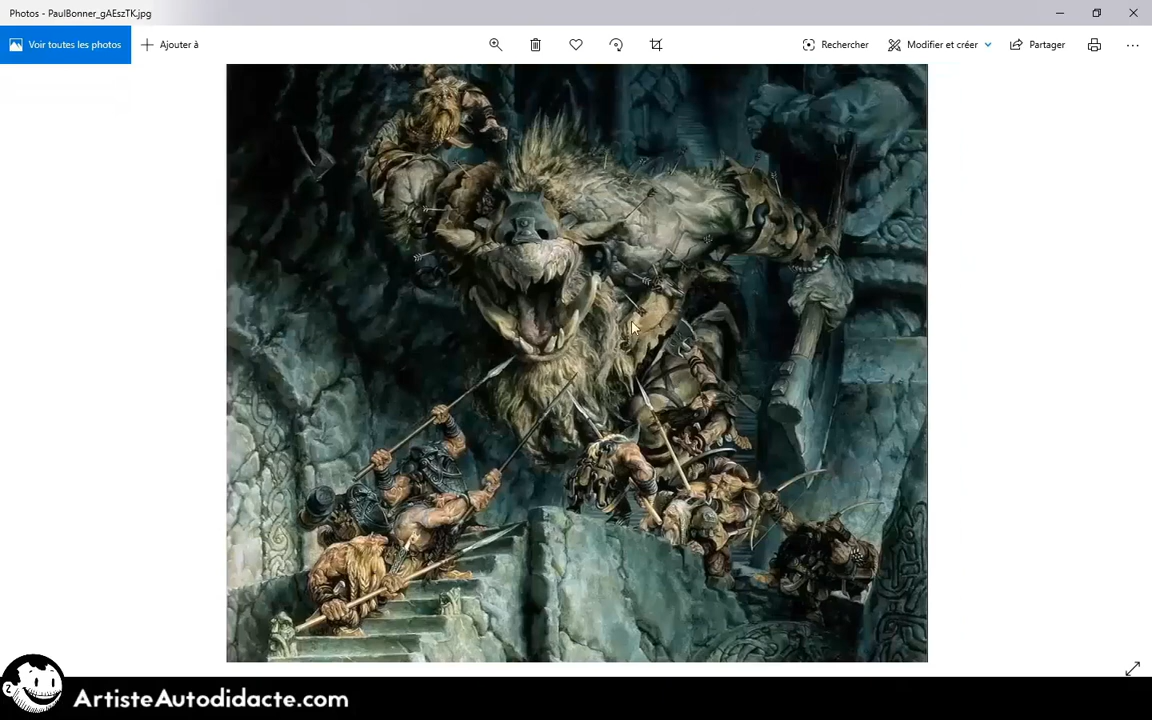 Photos - PaulBonner_gAEszTK.jpg
Voir toutes les photos
Ajouter à
Rechercher
Modifier et créer
Partager
ArtisteAutodidacte.com